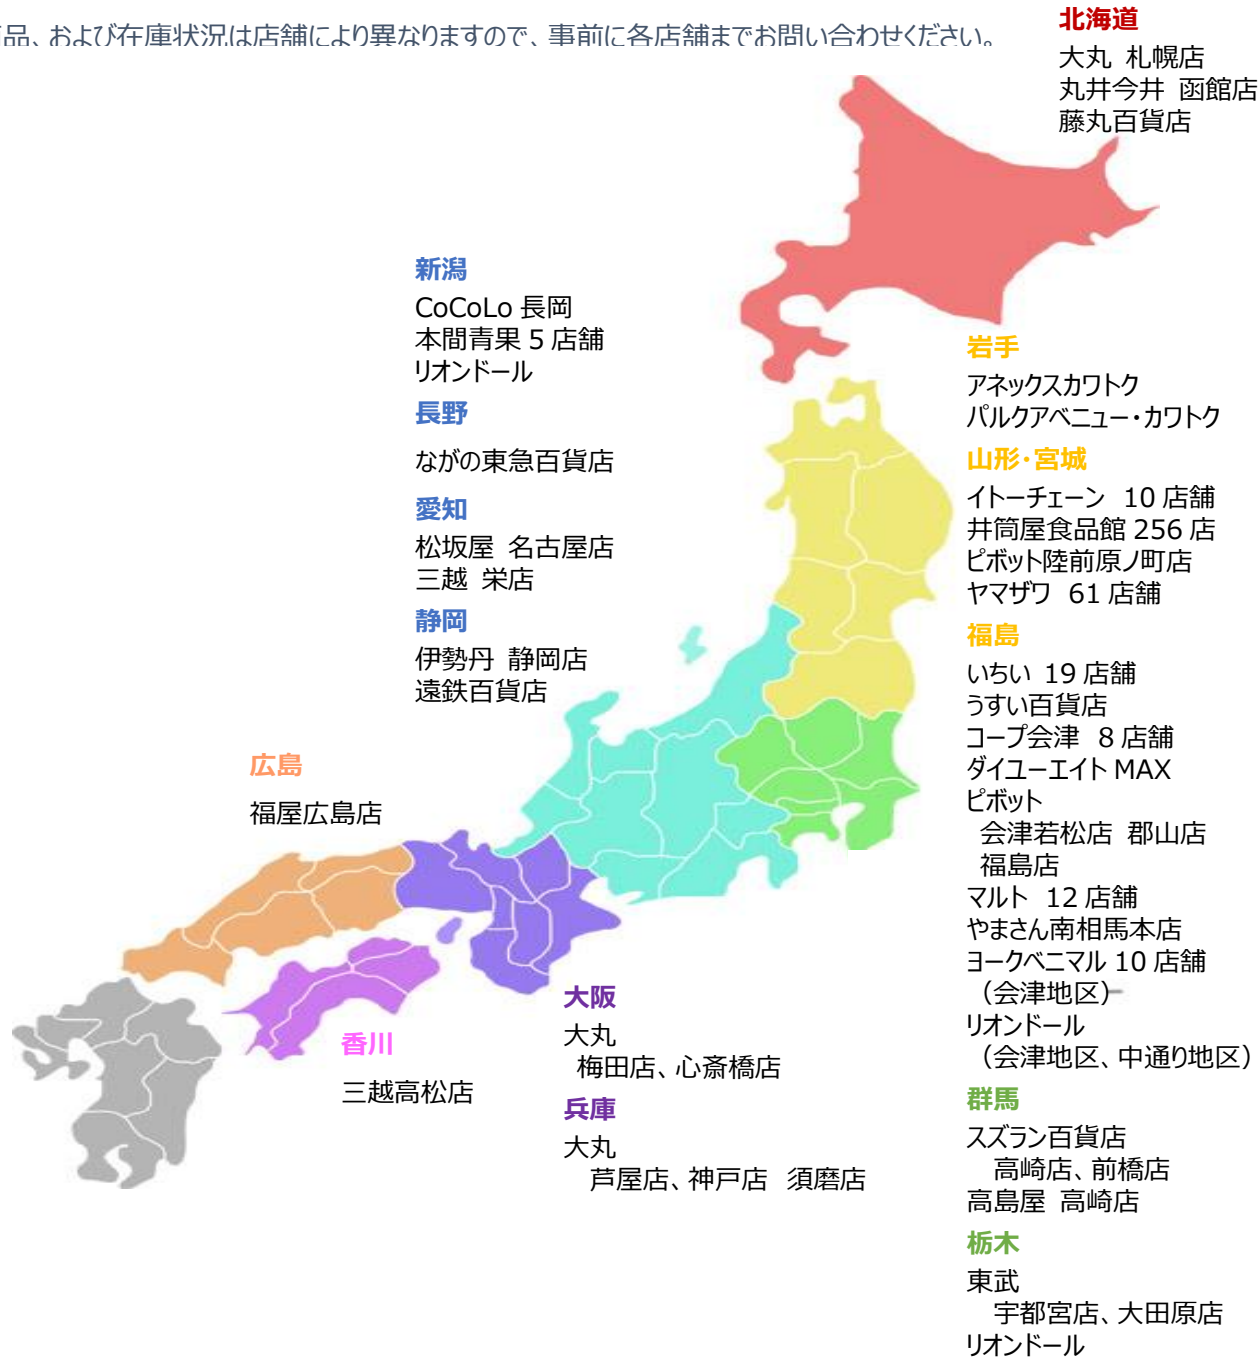 品、および在庫状況は店舗により異なりますので、事前に各店舗までお問い合わせください。
北海道
大丸 札幌店
丸井今井 函館店
藤丸百貨店
新潟
CoCoLo 長岡
本間青果 5 店舗
リオンドール
長野
ながの東急百貨店
愛知
松坂屋 名古屋店
三越 栄店
静岡
伊勢丹 静岡店
遠鉄百貨店
広島
福屋広島店
香川
三越高松店
大阪
大丸
梅田店、心斎橋店
兵庫
大丸
芦屋店、神戸店 須磨店
岩手
アネックスカワトク
パルクアベニュー・カワトク
山形・宮城
イトーチェーン 10 店舗
井筒屋食品館 256 店
ピボット陸前原ノ町店
ヤマザワ 61 店舗
福島
いちい 19 店舗
うすい百貨店
コープ会津 8 店舗
ダイユーエイト MAX
ピボット
会津若松店 郡山店
福島店
マルト 12 店舗
やまさん南相馬本店
ヨークベニマル 10 店舗
（会津地区）
リオンドール
（会津地区、中通り地区）
群馬
スズラン百貨店
高崎店、前橋店
高島屋 高崎店
栃木
東武
宇都宮店、大田原店
リオンドール